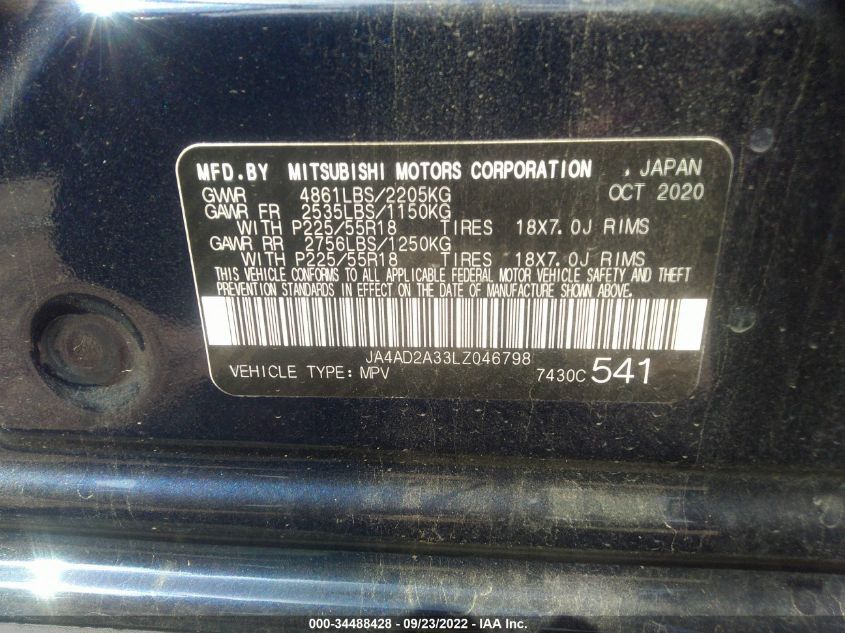 MFD.BY MITSUBISHI MOTORS CORPORATION , JAPAN
GVWR 4861LBS/2205KG OCT 2020
GAWR FR 2535LBS/1150KG
WITH P225/55R18 TIRES 18X7.0J RIMS
GAWR RR 2756LBS/1250KG
WITH P225/55R18 TIRES 18X7.0J RIMS
THIS VEHICLE CONFORMS TO ALL APPLICABLE FEDERAL MOTOR VEHICLE SAFETY AND THEFT
PREVENTION STANDARDS IN EFFECT ON THE DATE OF MANUFACTURE SHOWN ABOVE.
JA4AD2A33LZ046798
VEHICLE TYPE: MPV 7430C 541
000-34488428 - 09/23/2022 - IAA Inc.